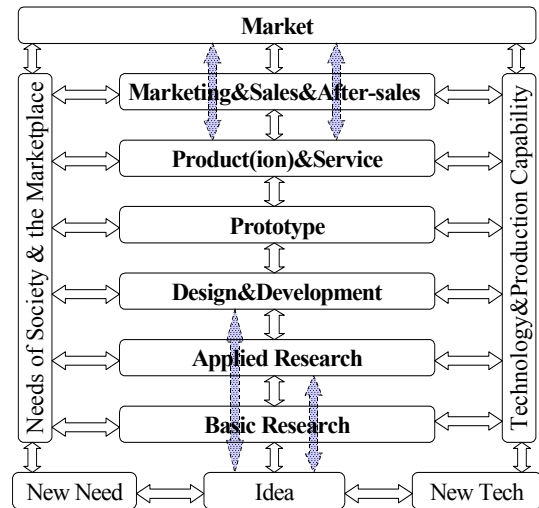 Market
Marketing&Sales&After-sales
Product(ion)&Service
Prototype
Design&Development
Applied Research
Basic Research
Needs of Society & the Marketplace
Technology&Production Capability
New Need
Idea
New Tech